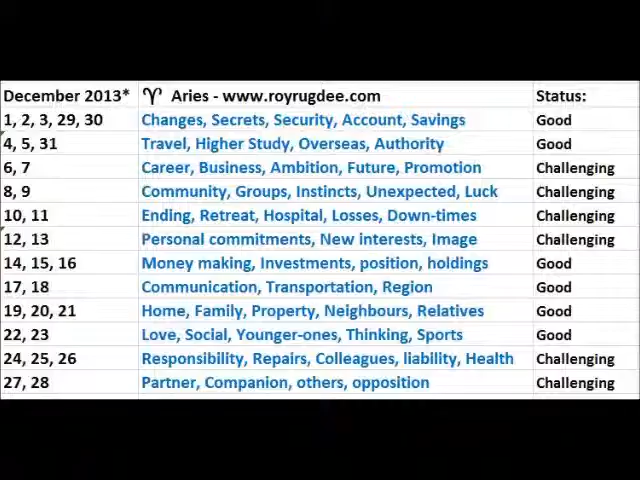 December 2013* ♈ Aries - www.royrugdee.com Status:
1, 2, 3, 29, 30 Changes, Secrets, Security, Account, Savings Good
4, 5, 31 Travel, Higher Study, Overseas, Authority Good
6, 7 Career, Business, Ambition, Future, Promotion Challenging
8, 9 Community, Groups, Instincts, Unexpected, Luck Challenging
10, 11 Ending, Retreat, Hospital, Losses, Down-times Challenging
12, 13 Personal commitments, New interests, Image Challenging
14, 15, 16 Money making, Investments, position, holdings Good
17, 18 Communication, Transportation, Region Good
19, 20, 21 Home, Family, Property, Neighbours, Relatives Good
22, 23 Love, Social, Younger-ones, Thinking, Sports Good
24, 25, 26 Responsibility, Repairs, Colleagues, liability, Health Challenging
27, 28 Partner, Companion, others, opposition Challenging